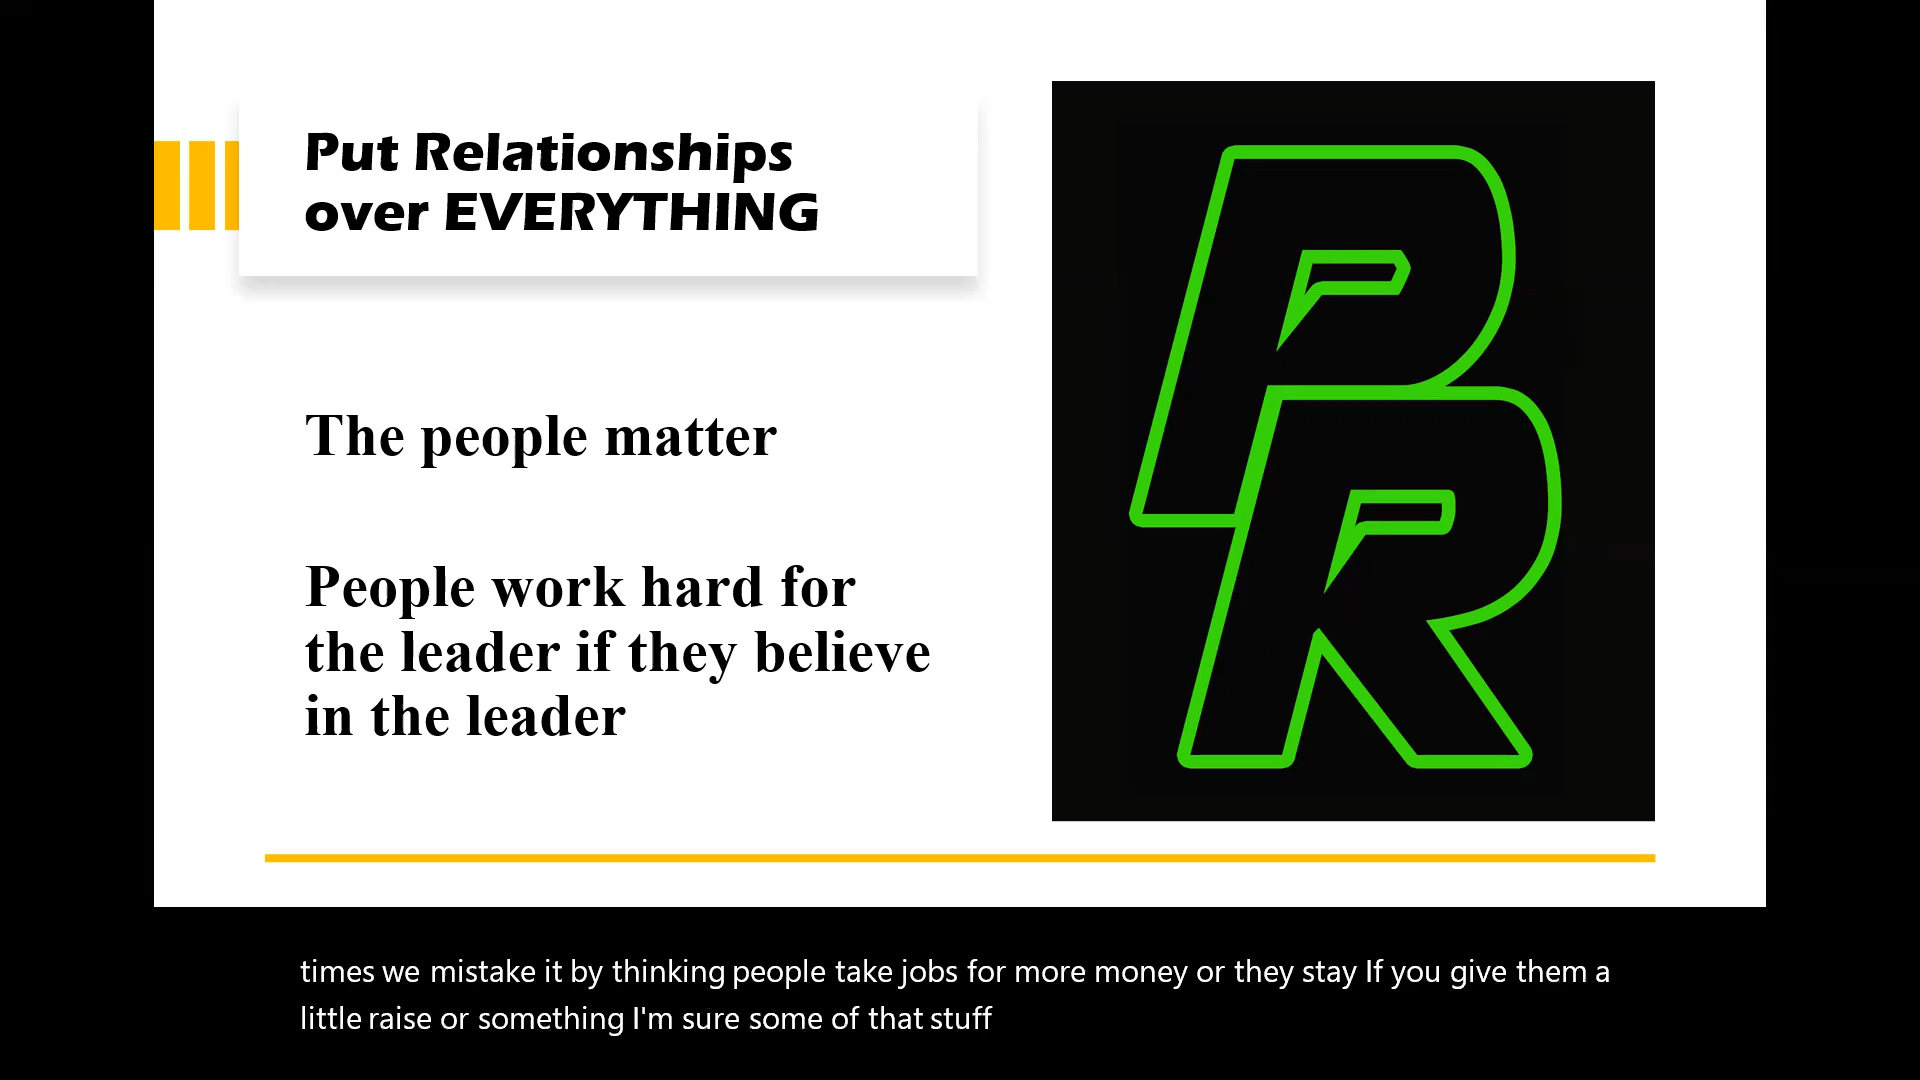 Put Relationships
over EVERYTHING
The people matter
People work hard for
the leader if they believe
in the leader
PR
times we mistake it by thinking people take jobs for more money or they stay If you give them a
little raise or something I'm sure some of that stuff